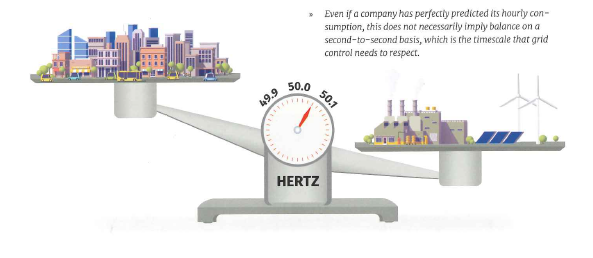 » Even if a company has perfectly predicted its hourly con-
sumption, this does not necessarily imply balance on a
second-to-second basis, which is the timescale that grid
control needs to respect.
49.9 50.0 50.1
HERTZ